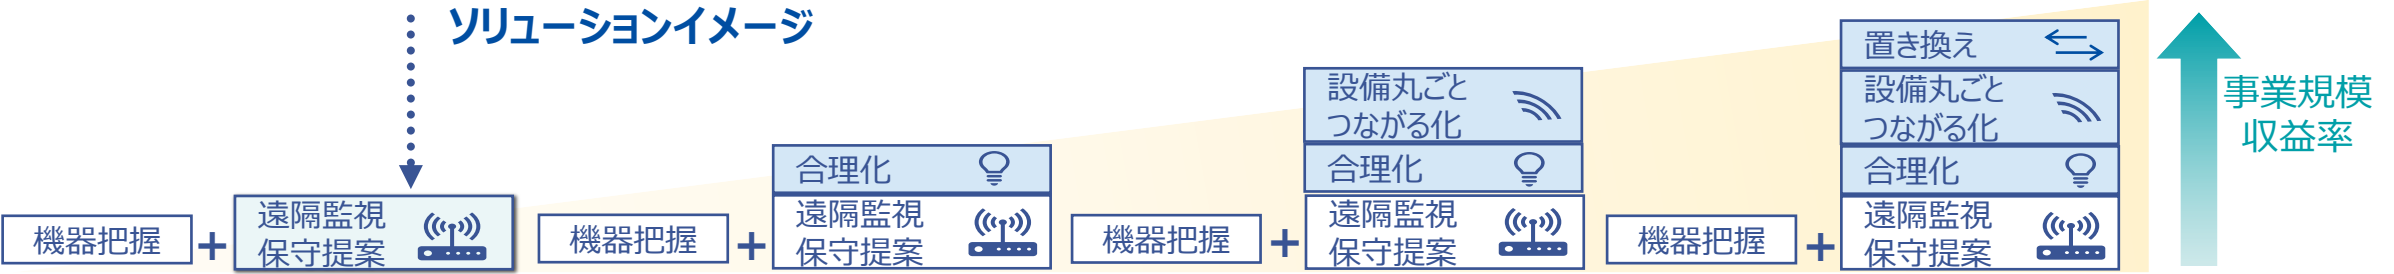 ソリューションイメージ
機器把握
+
遠隔監視
保守提案
機器把握
+
合理化
遠隔監視
保守提案
機器把握
+
設備丸ごと
つながる化
合理化
遠隔監視
保守提案
機器把握
+
置き換え
設備丸ごと
つながる化
合理化
遠隔監視
保守提案
事業規模
収益率